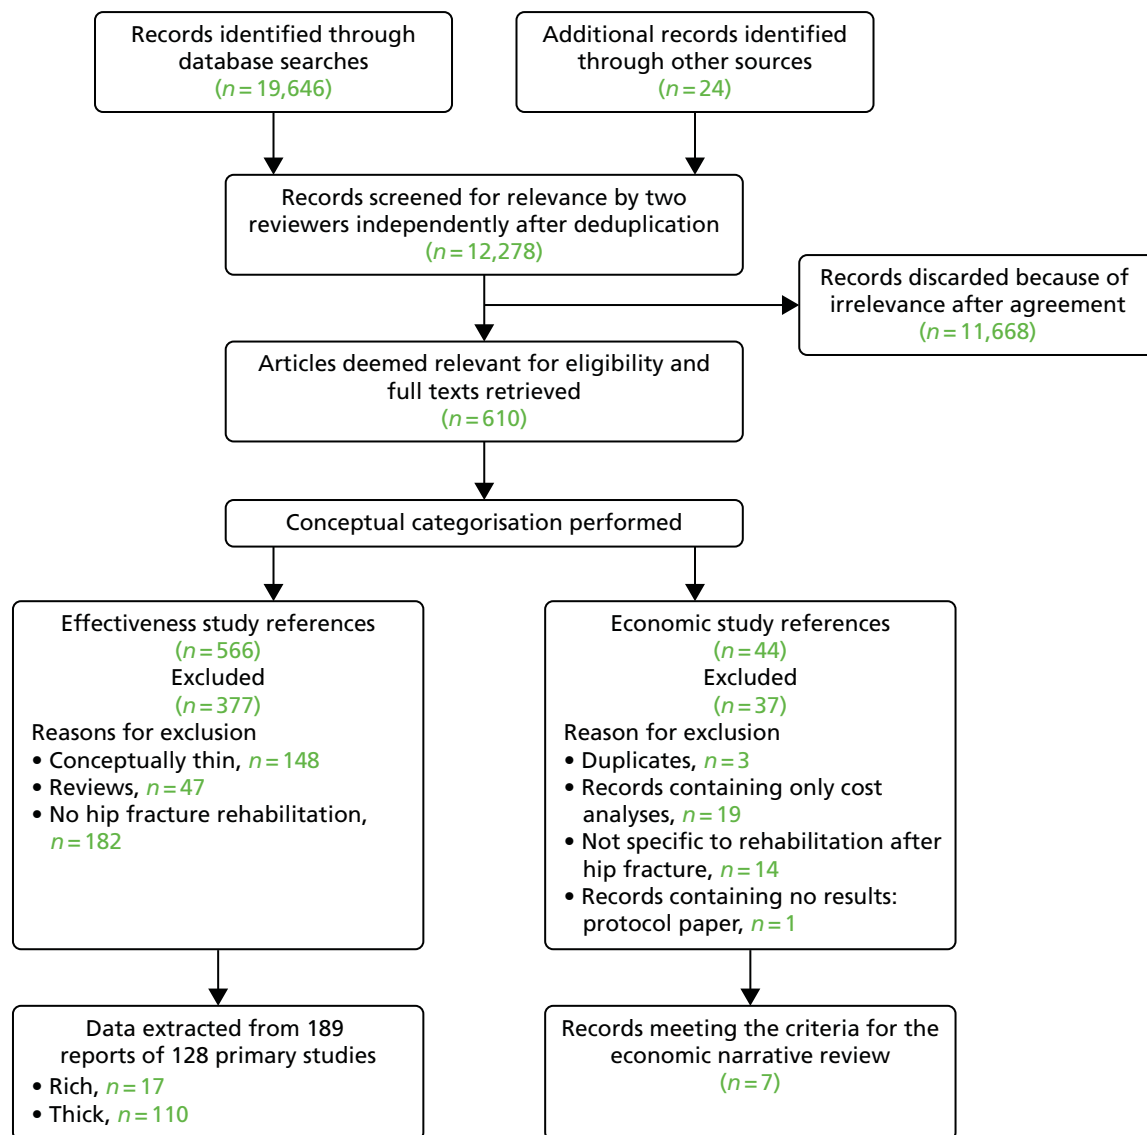 Records identified through
database searches
(n=19,646)
Additional records identified
through other sources
(n=24)
Records screened for relevance by two
reviewers independently after deduplication
(n=12,278)
Records discarded because of
irrelevance after agreement
(n=11,668)
Articles deemed relevant for eligibility and
full texts retrieved
(n=610)
Conceptual categorisation performed
Effectiveness study references
(n=566)
Excluded
(n=377)
Reasons for exclusion
• Conceptually thin, n=148
• Reviews, n=47
• No hip fracture rehabilitation,
n=182
Economic study references
(n=44)
Excluded
(n=37)
Reason for exclusion
• Duplicates, n=3
• Records containing only cost
analyses, n=19
• Not specific to rehabilitation after
hip fracture, n=14
• Records containing no results:
protocol paper, n=1
Data extracted from 189
reports of 128 primary studies
• Rich, n=17
• Thick, n=110
Records meeting the criteria for the
economic narrative review
(n=7)